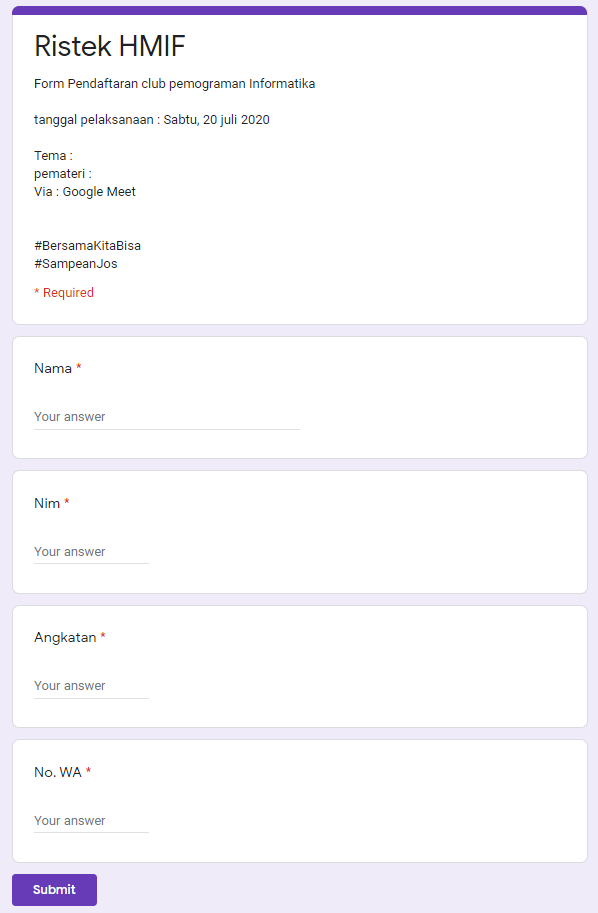 Ristek HMIF
Form Pendaftaran club pemograman Informatika
tanggal pelaksanaan : Sabtu, 20 juli 2020
Tema :
pemateri :
Via : Google Meet
#BersamaKitaBisa
#SampeanJos
* Required
Nama *
Your answer
Nim *
Your answer
Angkatan *
Your answer
No. WA *
Your answer
Submit